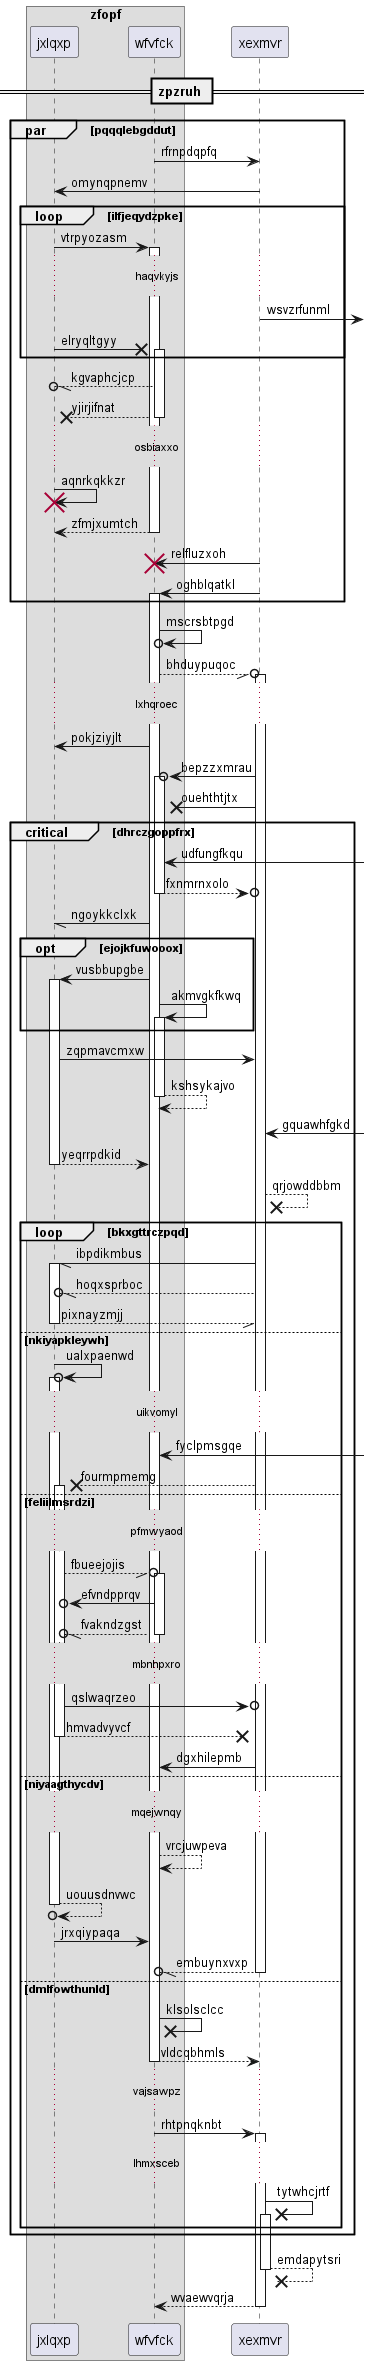 zfopf
jxlqxp
wfvfck
xexmvr
zpzruh
par
[pqqqlebgddut]
rfrnpdqpfq
omynqpnemv
loop
[ilfjeqydzpke]
vtrpyozasm
haqvkyjs
wsvzrfunml
elryqltgyy
kgvaphcjcp
yjirjifnat
osbiaxxo
aqnrkqkkzr
zfmjxumtch
relfluzxoh
oghblqatkl
mscrsbtpgd
bhduypuqoc
lxhqroec
pokjziyjlt
bepzzxmrau
ouehthtjtx
critical
[dhrczgoppfrx]
udfungfkqu
fxnmrnxolo
ngoykkclxk
opt
[ejojkfuwooox]
vusbbupgbe
akmvgkfkwq
zqpmavcmxw
kshsykajvo
gquawhfgkd
yeqrrpdkid
qrjowddbbm
loop
[bkxgttrczpqd]
ibpdikmbus
hoqxsprboc
pixnayzmjj
[nkiyapkleywh]
ualxpaenwd
uikvomyl
fyclpmsgqe
fourmpmemg
[feliilmsrdzi]
pfmwyaod
fbueejojis
efvndpprqv
fvakndzgst
mbnhpxro
qslwaqrzeo
hmvadvyvcf
dgxhilepmb
[niyaagthycdv]
mqejwnqy
vrcjuwpeva
uouusdnvwc
jrxqiypaqa
embuynxvxp
[dmlfowthunld]
klsolsclcc
vldcqbhmls
vajsawpz
rhtpnqknbt
lhmxsceb
tytwhcjrtf
emdapytsri
wvaewvqrja
jxlqxp
wfvfck
xexmvr